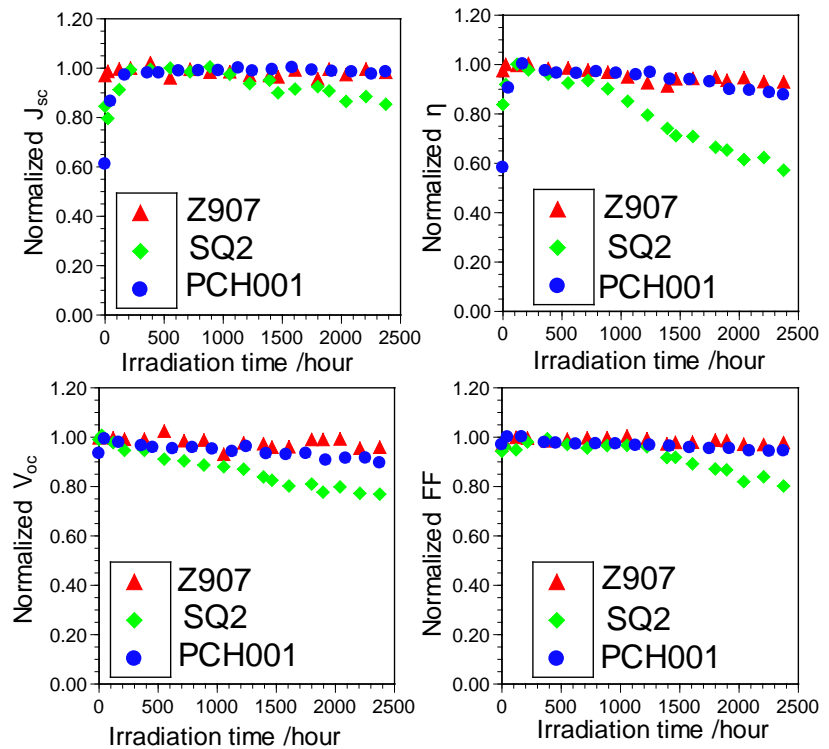 Normalized Jsc
1.20
1.00
0.80
0.60
0.40
0.20
0.00
Z907
SQ2
PCH001
0 500 1000 1500 2000 2500
Irradiation time /hour
Normalized η
1.20
1.00
0.80
0.60
0.40
0.20
0.00
Z907
SQ2
PCH001
0 500 1000 1500 2000 2500
Irradiation time /hour
Normalized Voc
1.20
1.00
0.80
0.60
0.40
0.20
0.00
Z907
SQ2
PCH001
0 500 1000 1500 2000 2500
Irradiation time /hour
Normalized FF
1.20
1.00
0.80
0.60
0.40
0.20
0.00
Z907
SQ2
PCH001
0 500 1000 1500 2000 2500
Irradiation time /hour